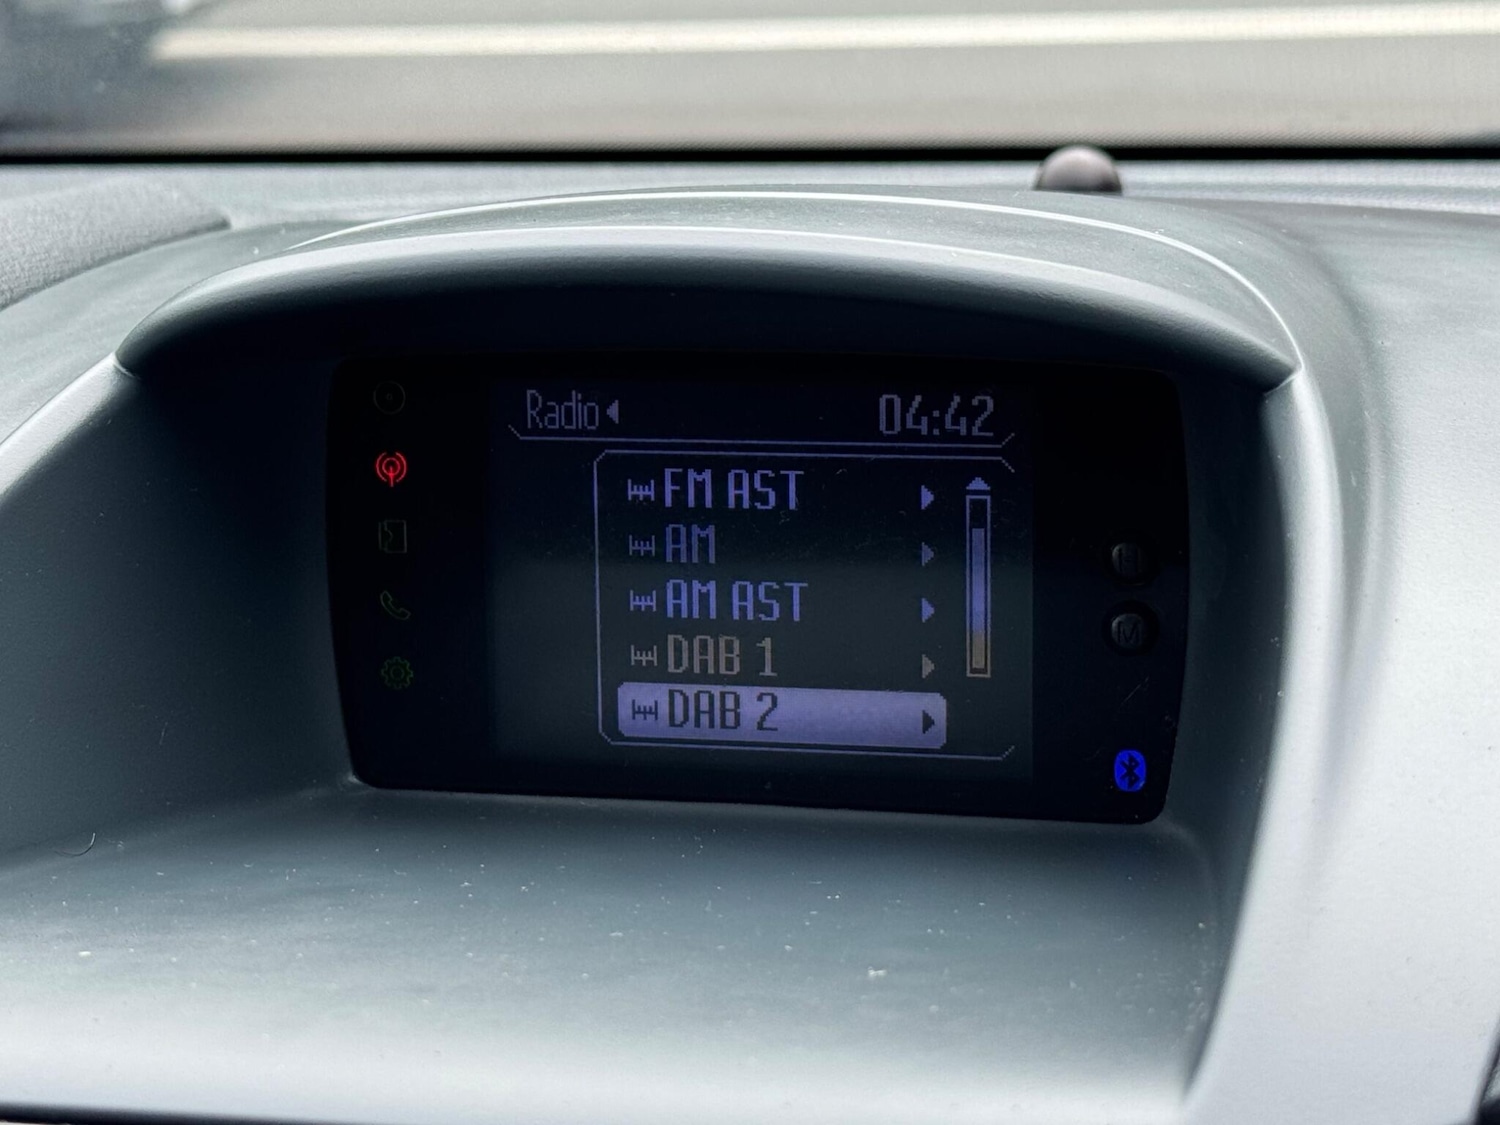 Radio 04:42
FM AST
AM
AM AST
DAB 1
DAB 2
H
M